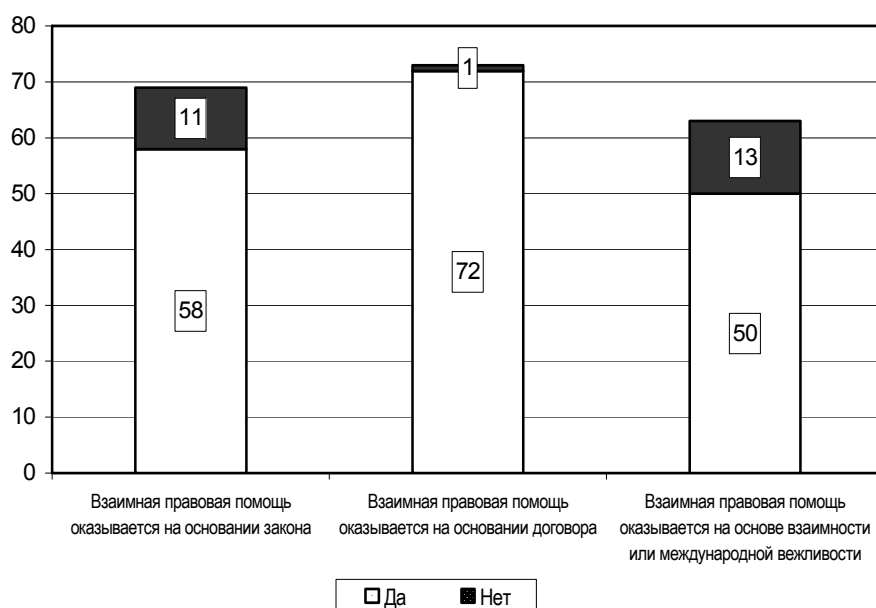 80
70
60
50
40
30
20
10
0
11
58
1
72
13
50
Взаимная правовая помощь
оказывается на основании закона
Взаимная правовая помощь
оказывается на основании договора
Взаимная правовая помощь
оказывается на основе взаимности
или международной вежливости
Да Нет